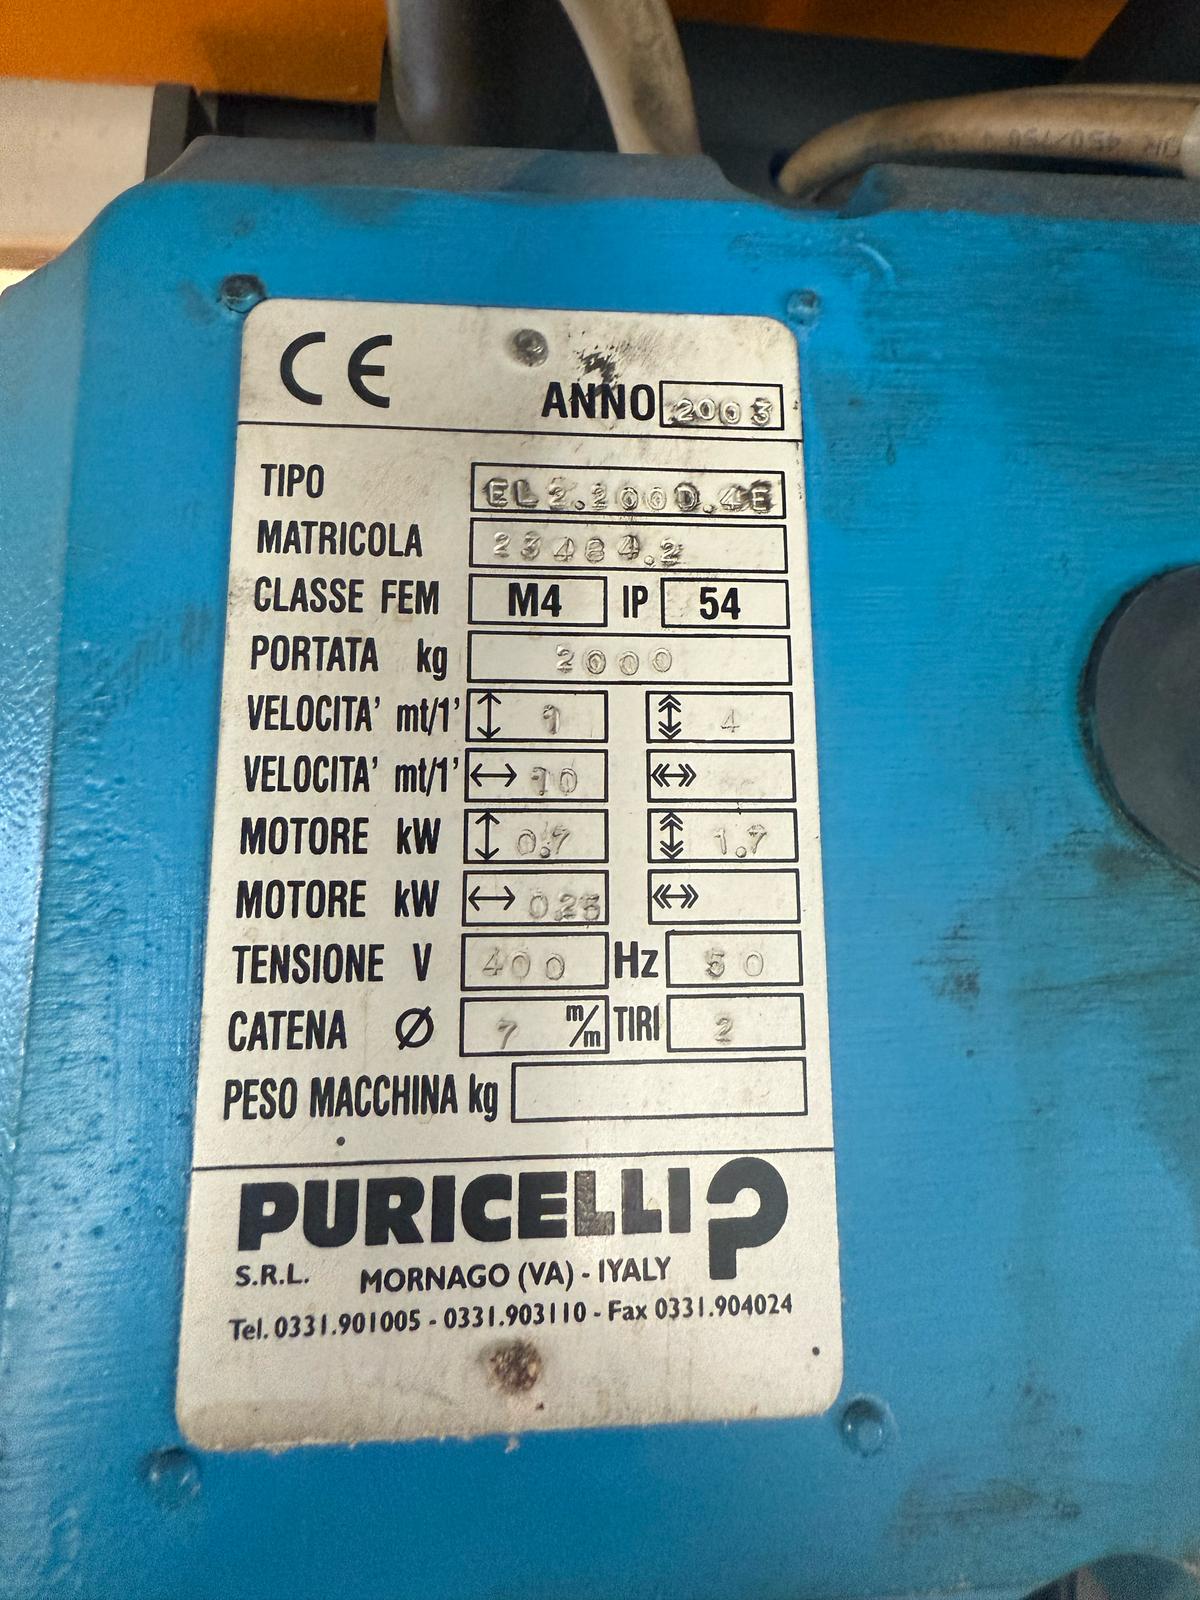 CE
ANNO 2003
TIPO EL2.200D.4E
MATRICOLA 23484.2
CLASSE FEM M4 IP 54
PORTATA kg 2000
VELOCITA' mt/1' 1 4
VELOCITA' mt/1' 10
MOTORE kW 0.7 1.7
MOTORE kW 0.25
TENSIONE V 400 Hz 50
CATENA Ø 7 m/m TIRI 2
PESO MACCHINA kg
PURICELLI P
S.R.L. MORNAGO (VA) - IYALY
Tel. 0331.901005 - 0331.903110 - Fax 0331.904024